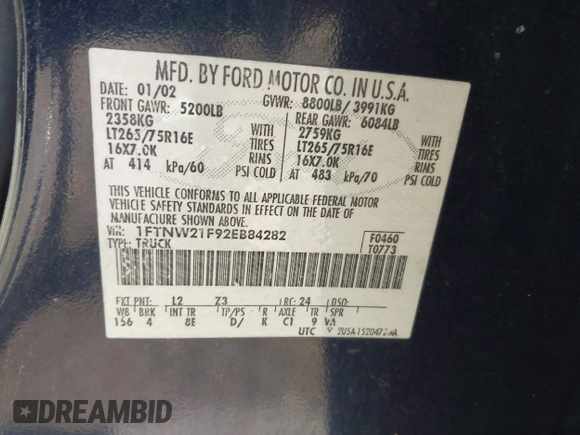 MFD. BY FORD MOTOR CO. IN U.S.A.
DATE: 01/02 GVWR: 8800LB/ 3991KG
FRONT GAWR: 5200LB REAR GAWR: 6084LB
2358KG 2759KG
LT265/75R16E TIRES LT265/75R16E TIRES
16X7.0K RIMS 16X7.0K RIMS
AT 414 kPa/60 PSI COLD AT 483 kPa/70 PSI COLD
THIS VEHICLE CONFORMS TO ALL APPLICABLE FEDERAL MOTOR
VEHICLE SAFETY STANDARDS IN EFFECT ON THE DATE OF
MANUFACTURE SHOWN ABOVE.
VIN: 1FTNW21F92EB84282 F0460
TYPE: TRUCK T0773
EXT PNT: L2 Z3 RC: 24 DSO:
WB BRK INT TR TP/PS R AXLE TR SPR
156 4 8E D/ K C1 9 VA
UTC
DREAMBID